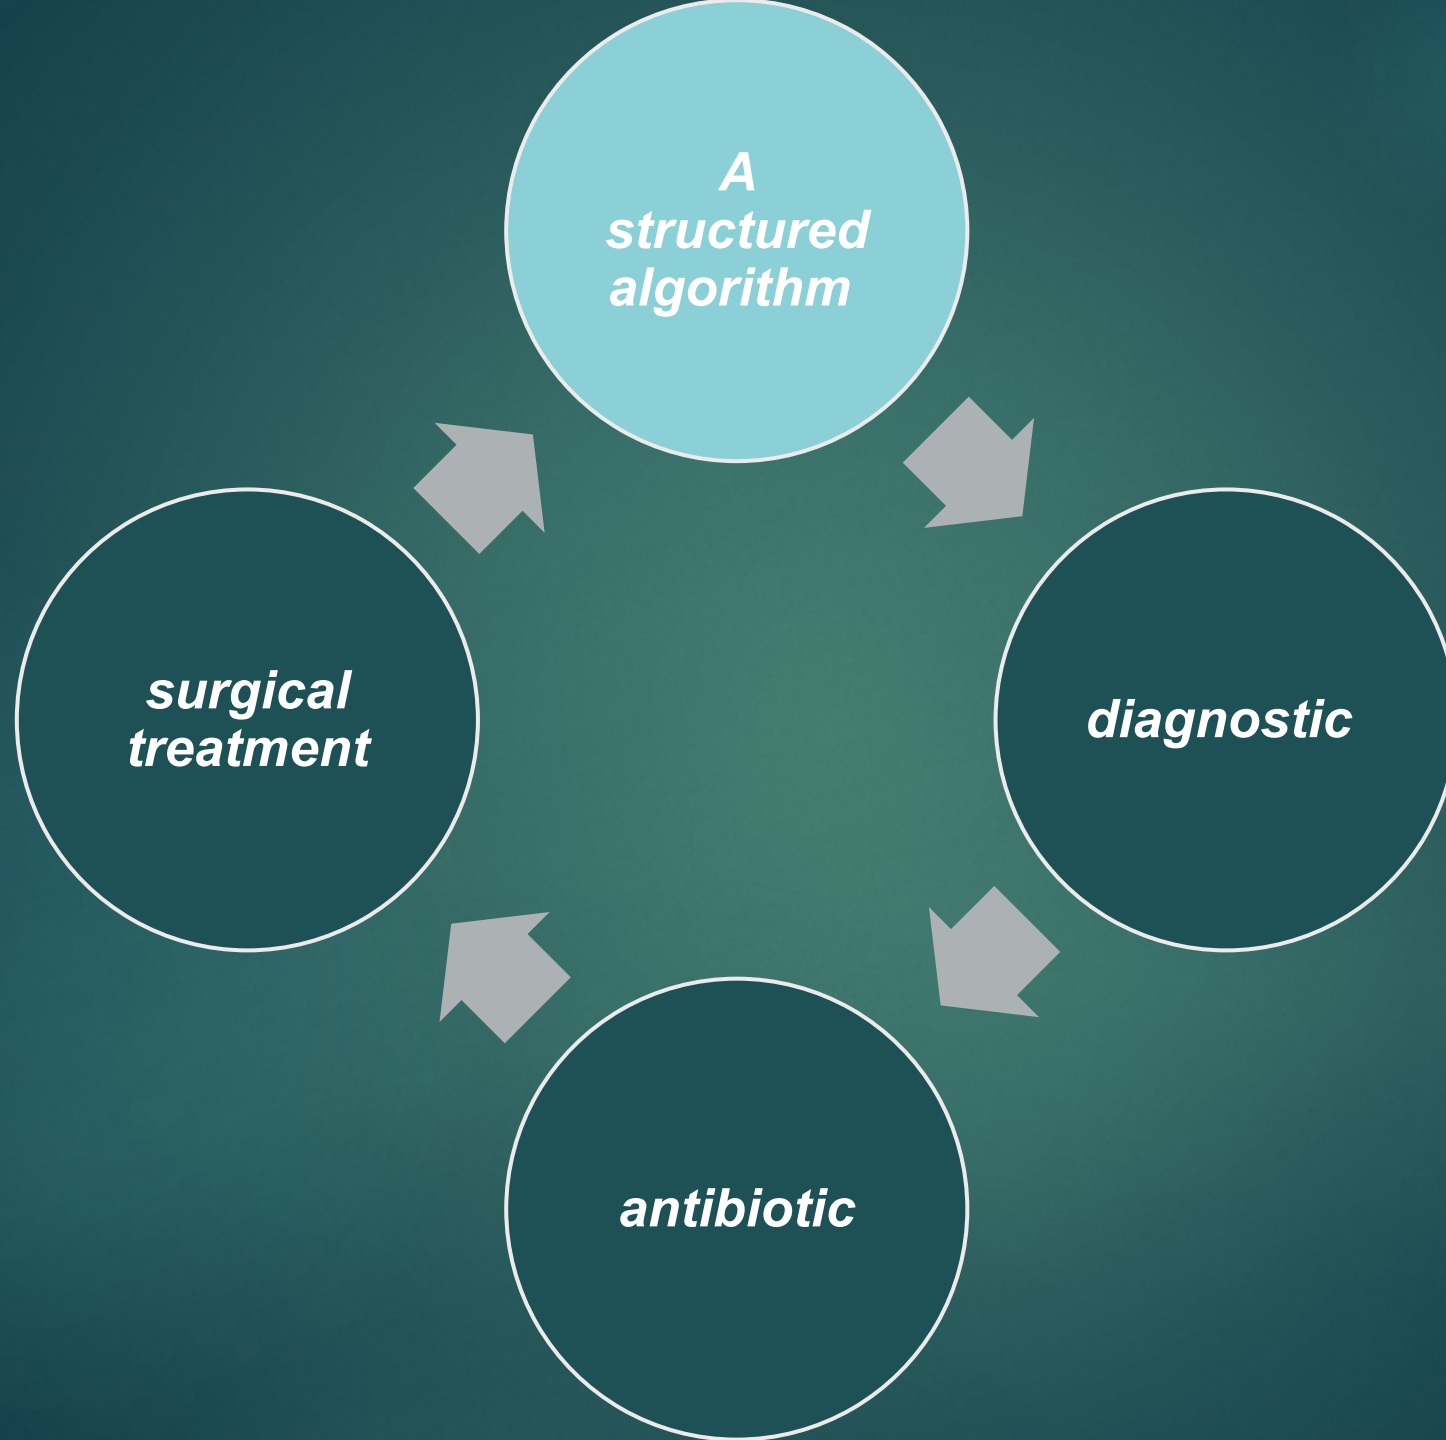 A
structured
algorithm
diagnostic
antibiotic
surgical
treatment